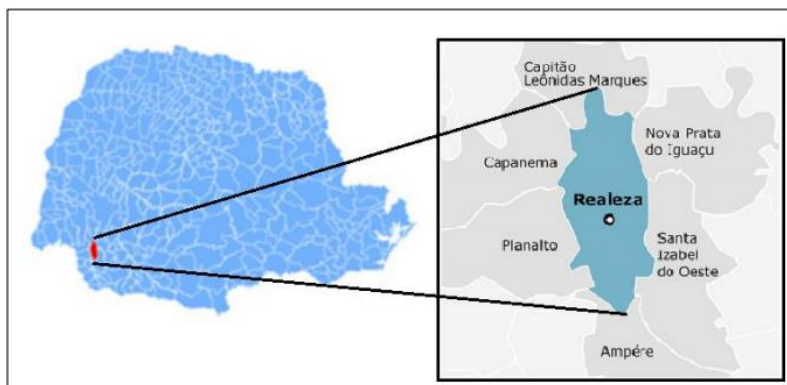 Capitão
Leônidas Marques
Nova Prata
do Iguaçu
Capanema
Realeza
Planalto
Santa
Izabel
do Oeste
Ampére